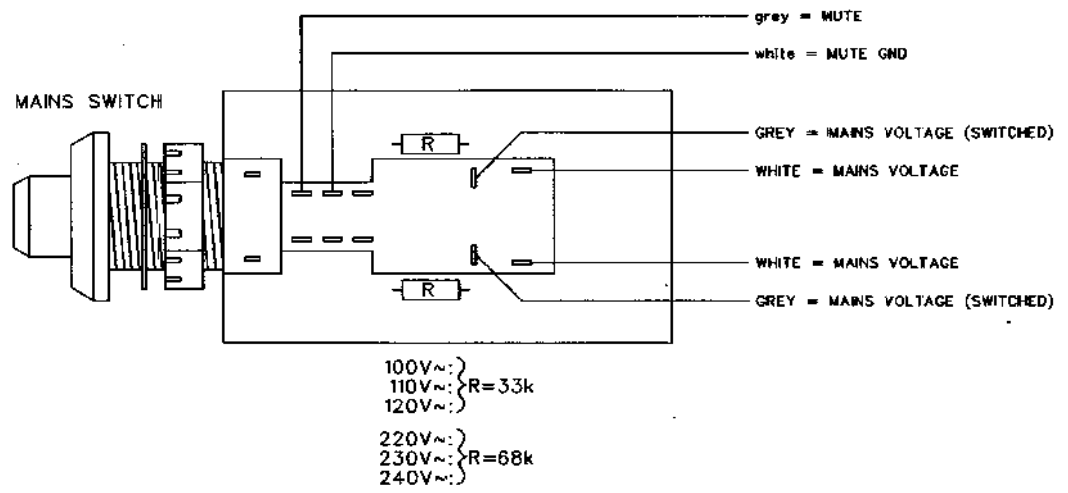 grey = MUTE
white = MUTE GND
MAINS SWITCH
GREY = MAINS VOLTAGE (SWITCHED)
R
WHITE = MAINS VOLTAGE
WHITE = MAINS VOLTAGE
R
GREY = MAINS VOLTAGE (SWITCHED)
100V~:
110V~: }R=33k
120V~:
220V~:
230V~: }R=68k
240V~: